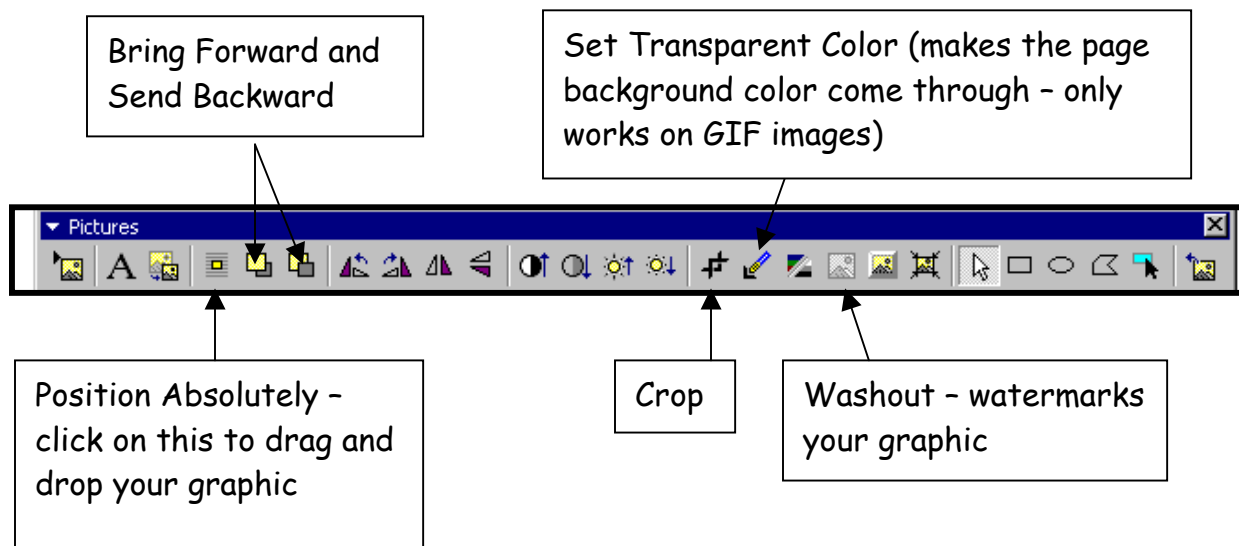 Bring Forward and
Send Backward
Set Transparent Color (makes the page
background color come through – only
works on GIF images)
Pictures
A
Position Absolutely –
click on this to drag and
drop your graphic
Crop
Washout – watermarks
your graphic